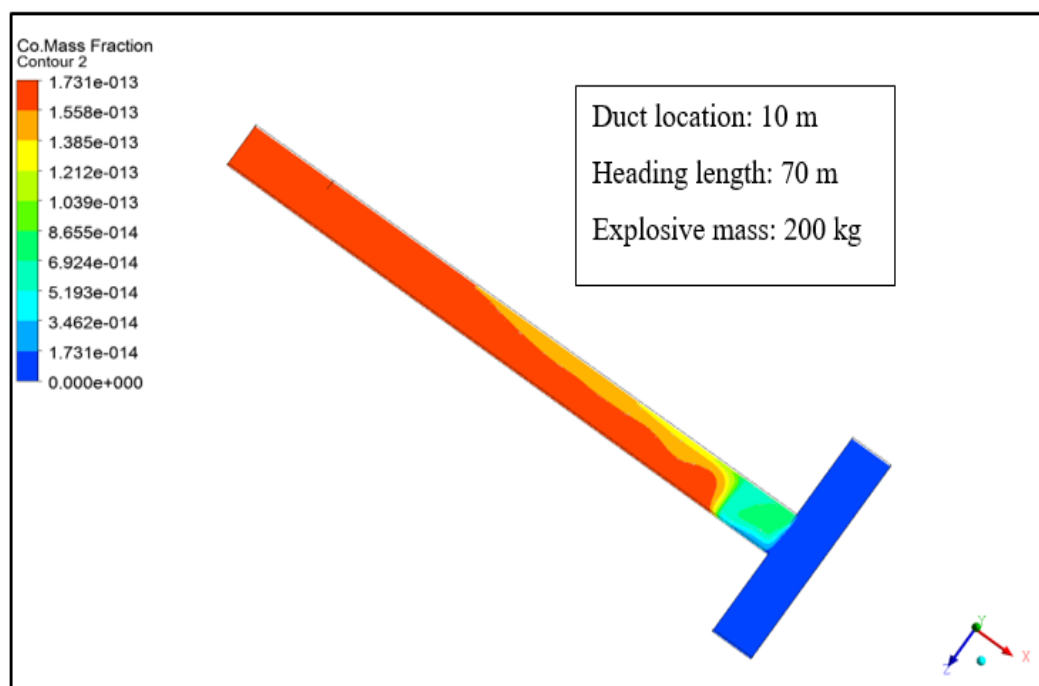 Co.Mass Fraction
Contour 2
1.731e-013
1.558e-013
1.385e-013
1.212e-013
1.039e-013
8.655e-014
6.924e-014
5.193e-014
3.462e-014
1.731e-014
0.000e+000
Duct location: 10 m
Heading length: 70 m
Explosive mass: 200 kg
Y
X
Z